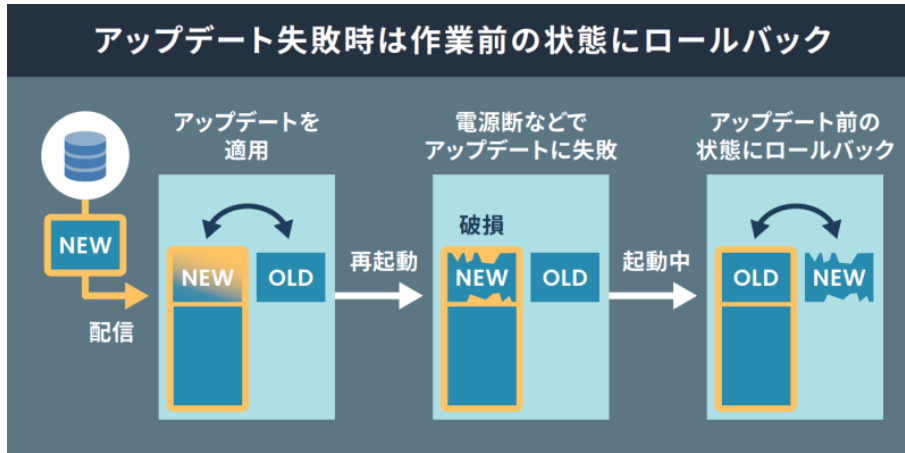 アップデート失敗時は作業前の状態にロールバック
NEW
配信
アップデートを
適用
NEW
OLD
再起動
電源断などで
アップデートに失敗
破損
NEW
OLD
起動中
アップデート前の
状態にロールバック
OLD
NEW